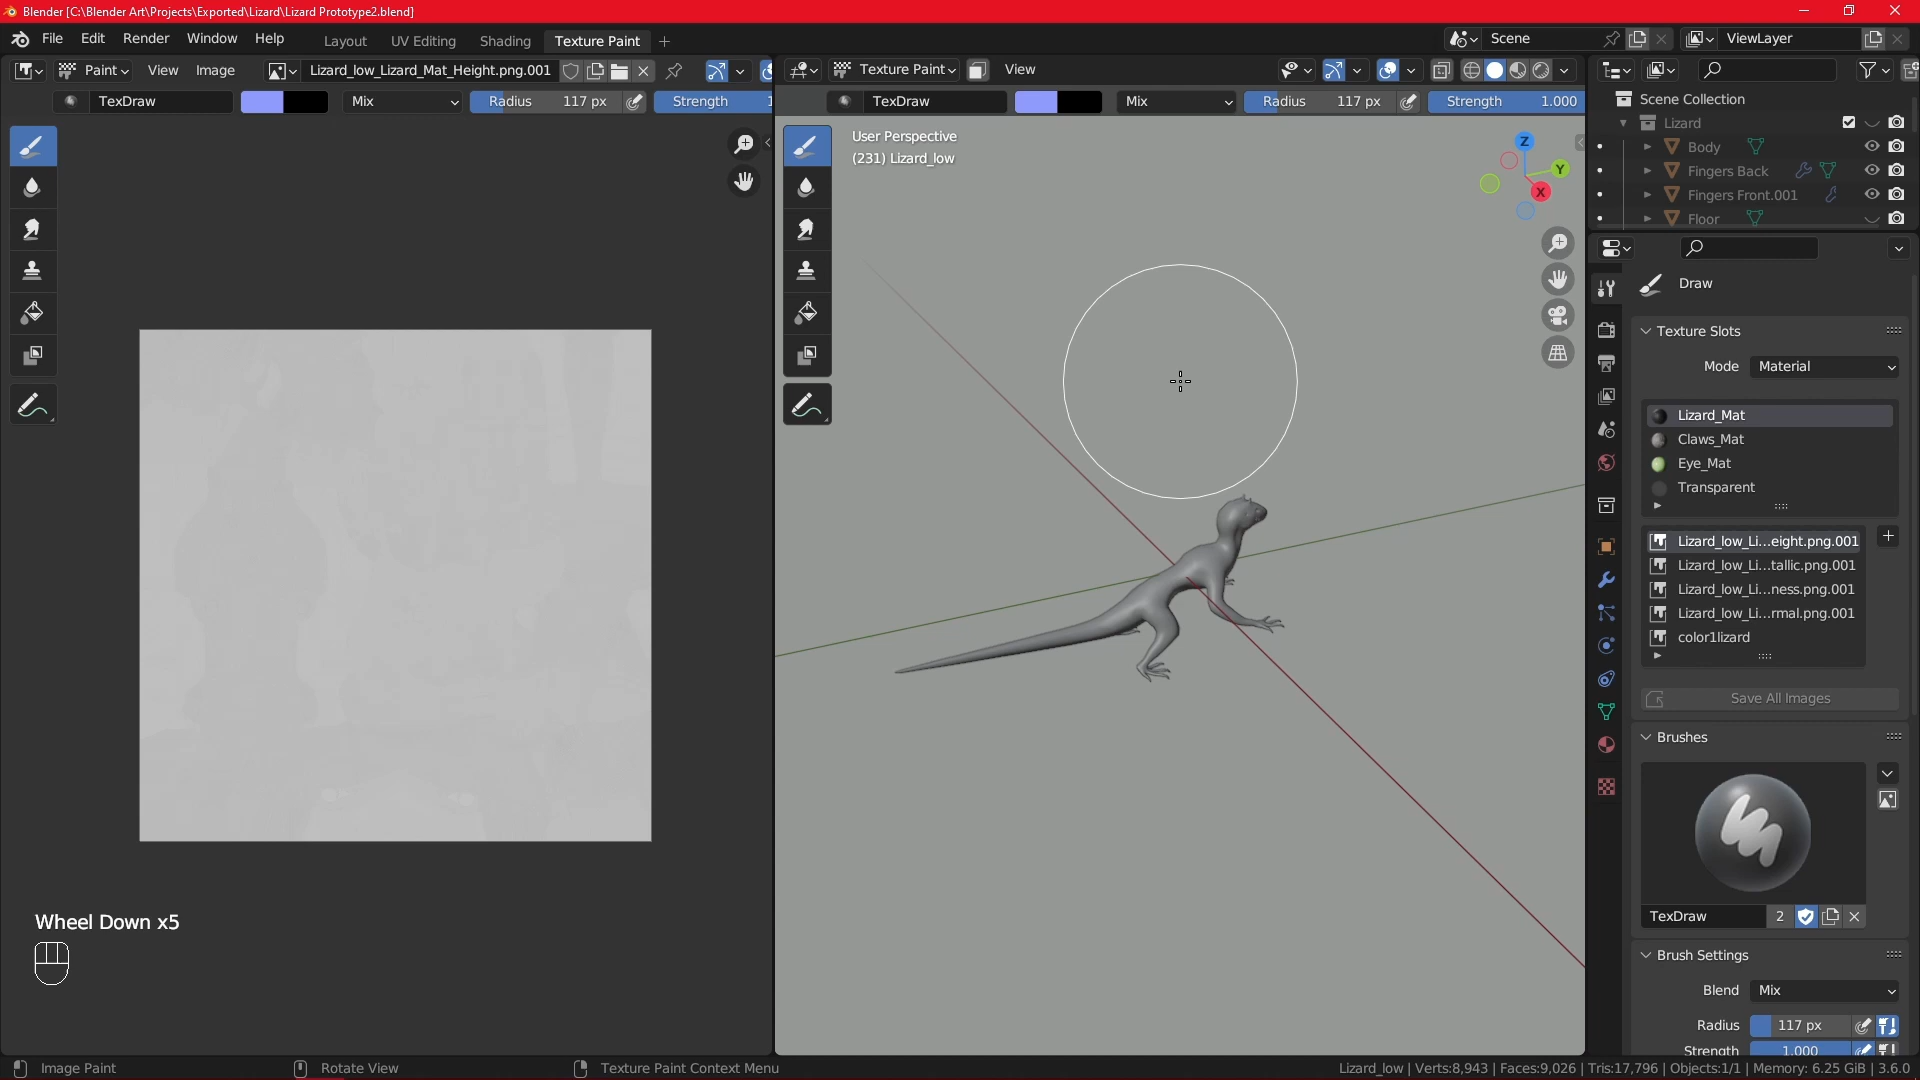 Blender [C:\Blender Art\Projects\Exported\Lizard\Lizard Prototype2.blend]
File Edit Render Window Help Layout UV Editing Shading Texture Paint + Scene ViewLayer
Paint View Image Lizard_low_Lizard_Mat_Height.png.001 Texture Paint View
TexDraw Mix Radius 117 px Strength 1 TexDraw Mix Radius 117 px Strength 1.000
User Perspective
(231) Lizard_low
Z
Y
X
Scene Collection
Lizard
Body
Fingers Back
Fingers Front.001
Floor
Draw
Texture Slots
Mode Material
Lizard_Mat
Claws_Mat
Eye_Mat
Transparent
Lizard_low_Li...eight.png.001
Lizard_low_Li...tallic.png.001
Lizard_low_Li...ness.png.001
Lizard_low_Li...rmal.png.001
color1lizard
Save All Images
Brushes
TexDraw 2
Brush Settings
Blend Mix
Radius 117 px
Strength 1.000
Wheel Down x5
Image Paint Rotate View Texture Paint Context Menu Lizard_low | Verts:8,943 | Faces:9,026 | Tris:17,796 | Objects:1/1 | Memory: 6.25 GiB | 3.6.0